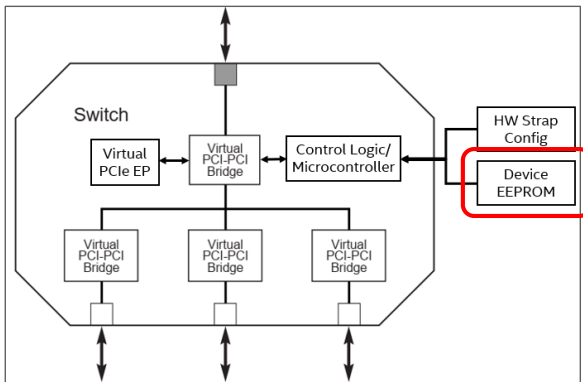 Switch
HW Strap
Config
Virtual
PCIe EP
Virtual
PCI-PCI
Bridge
Control Logic/
Microcontroller
Device
EEPROM
Virtual
PCI-PCI
Bridge
Virtual
PCI-PCI
Bridge
Virtual
PCI-PCI
Bridge